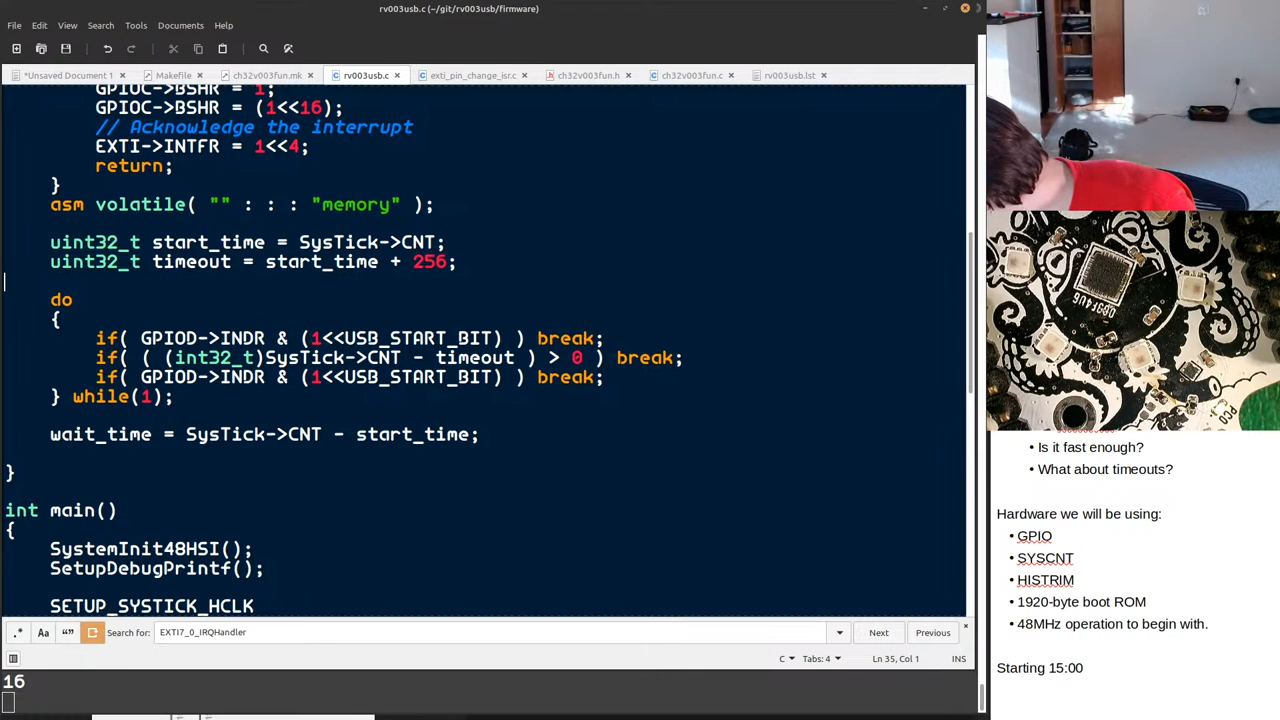 rv003usb.c (~/git/rv003usb/firmware)
File Edit View Search Tools Documents Help
*Unsaved Document 1 Makefile ch32v003fun.mk rv003usb.c exti_pin_change_isr.c ch32v003fun.h ch32v003fun.c rv003usb.lst
GPIOC->BSHR = 1;
GPIOC->BSHR = (1<<16);
// Acknowledge the interrupt
EXTI->INTFR = 1<<4;
return;
}
asm volatile( "" : : : "memory" );
uint32_t start_time = SysTick->CNT;
uint32_t timeout = start_time + 256;
do
{
if( GPIOD->INDR & (1<<USB_START_BIT) ) break;
if( ( (int32_t)SysTick->CNT - timeout ) > 0 ) break;
if( GPIOD->INDR & (1<<USB_START_BIT) ) break;
} while(1);
wait_time = SysTick->CNT - start_time;
}
int main()
{
SystemInit48HSI();
SetupDebugPrintf();
SETUP_SYSTICK_HCLK
.* Aa Search for: EXTI7_0_IRQHandler Next Previous
C Tabs: 4 Ln 35, Col 1 INS
16
• Is it fast enough?
• What about timeouts?
Hardware we will be using:
• GPIO
• SYSCNT
• HISTRIM
• 1920-byte boot ROM
• 48MHz operation to begin with.
Starting 15:00